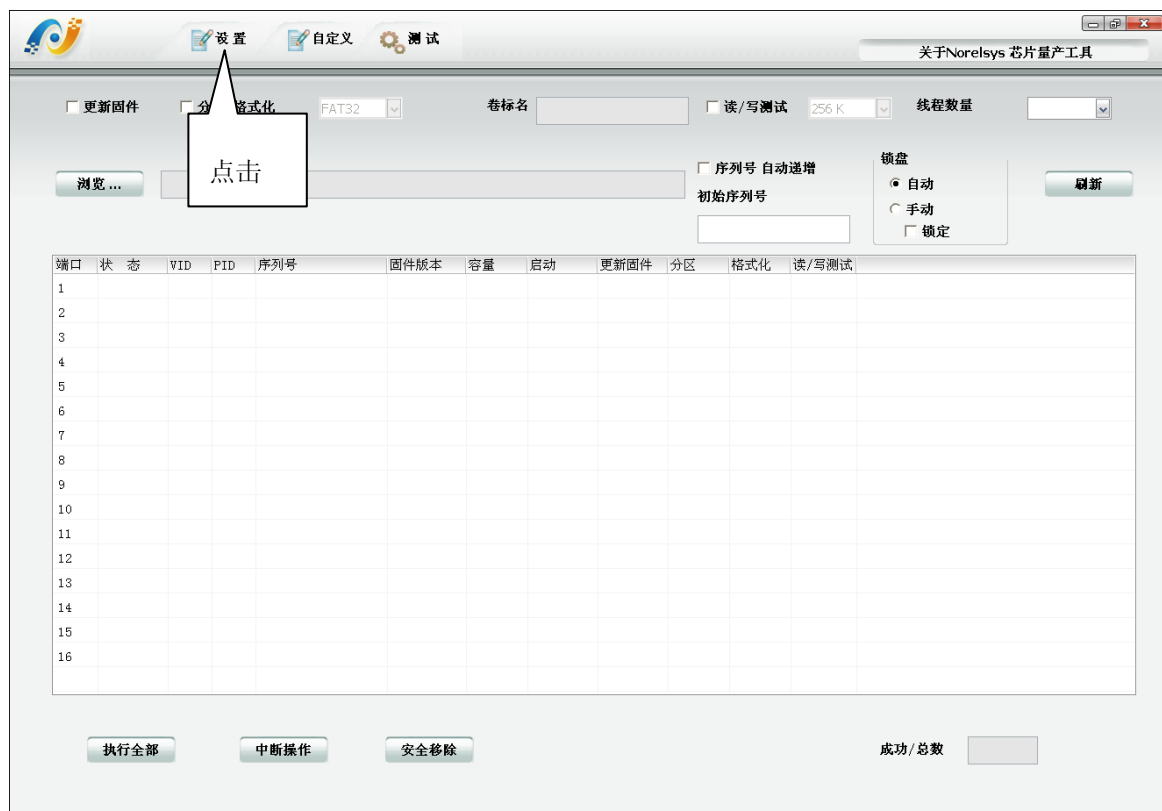 设 置 自定义 测 试
关于Norelsys 芯片量产工具
更新固件 分 格式化 FAT32 卷标名 读/写测试 256 K 线程数量
点击
浏览 ... 序列号 自动递增 锁盘
自动 刷新
初始序列号
手动
锁定
端口 状 态 VID PID 序列号 固件版本 容量 启动 更新固件 分区 格式化 读/写测试
1
2
3
4
5
6
7
8
9
10
11
12
13
14
15
16
执行全部 中断操作 安全移除 成功/总数